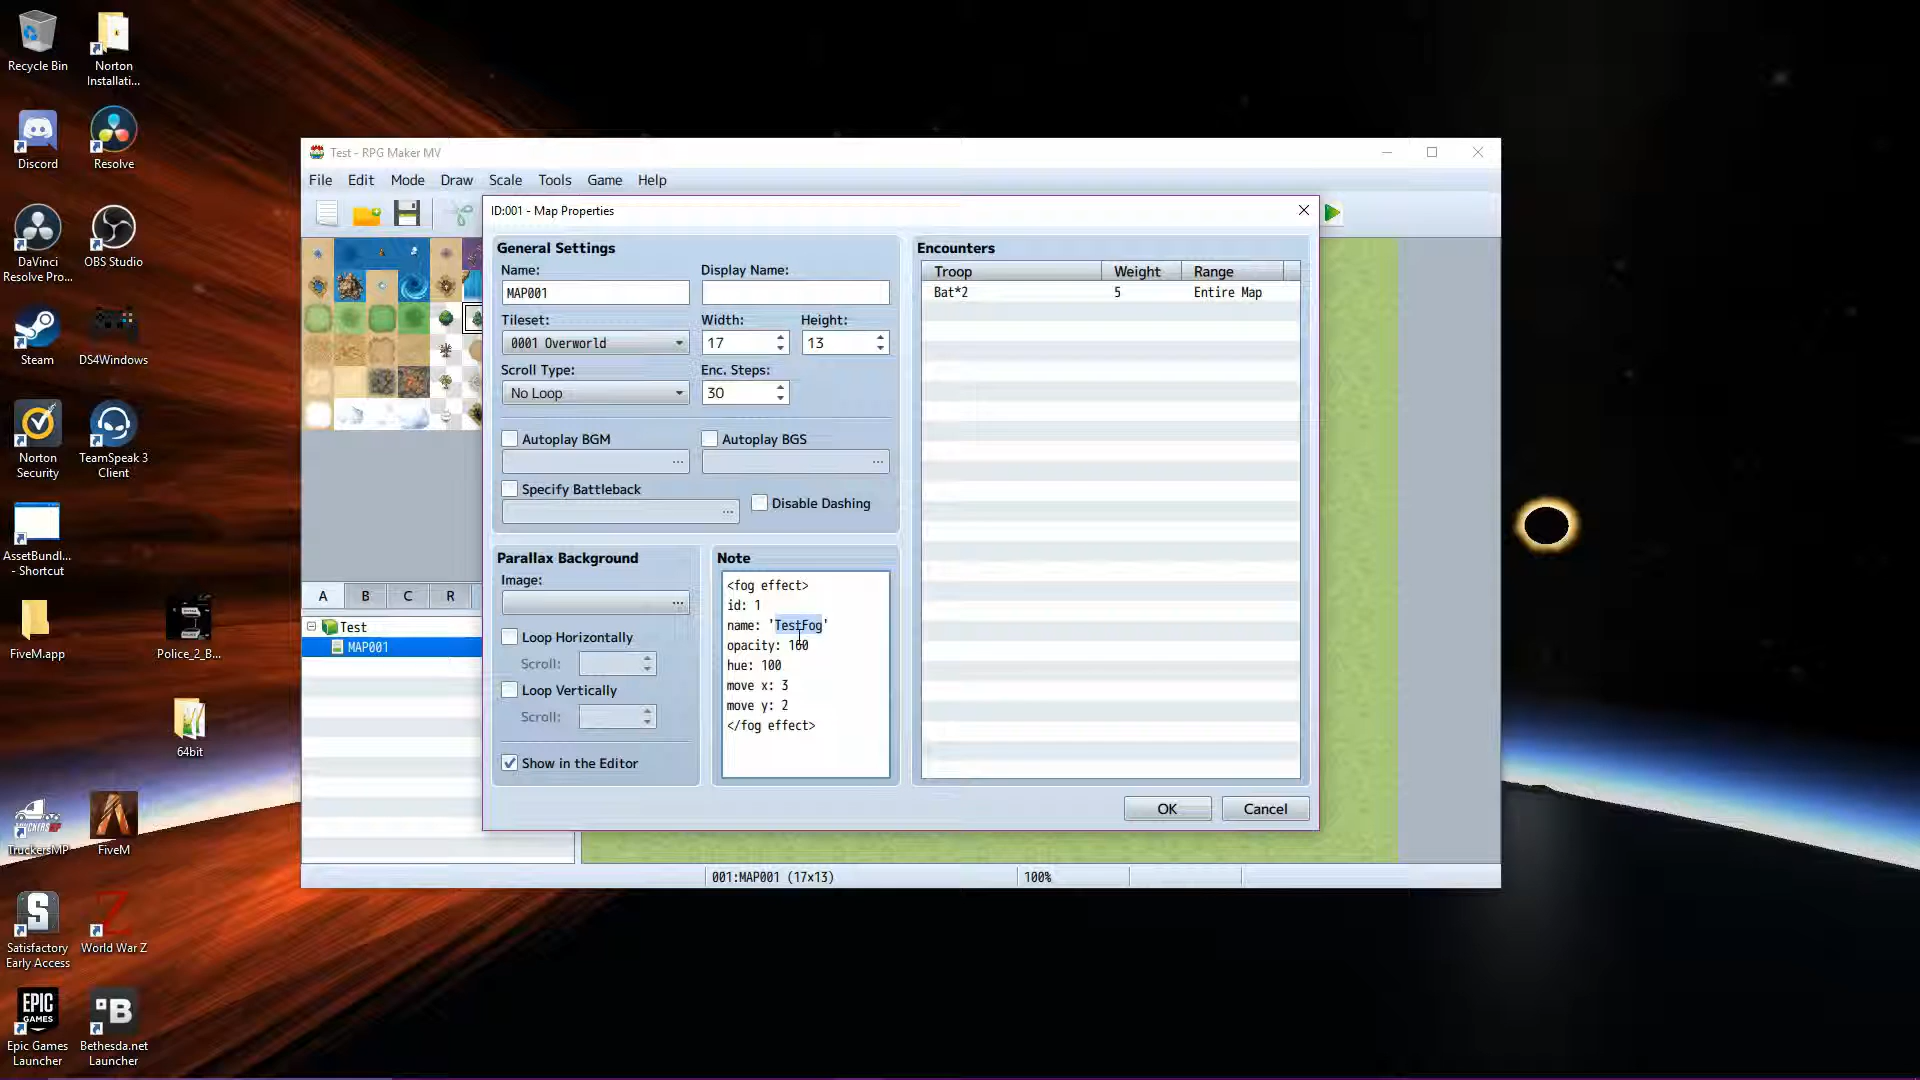 Recycle Bin
Norton
Installati...
Discord
Resolve
DaVinci
Resolve Pro...
OBS Studio
Steam
DS4Windows
Norton
Security
TeamSpeak 3
Client
AssetBundl...
- Shortcut
FiveM.app
Police_2_B...
64bit
TruckersMP
FiveM
Satisfactory
Early Access
World War Z
EPIC
GAMES
Epic Games
Launcher
Bethesda.net
Launcher
Test - RPG Maker MV
File Edit Mode Draw Scale Tools Game Help
ID:001 - Map Properties
General Settings
Name:
Display Name:
MAP001
Tileset:
Width:
Height:
0001 Overworld
17
13
Scroll Type:
Enc. Steps:
No Loop
30
Autoplay BGM
Autoplay BGS
Specify Battleback
Disable Dashing
Parallax Background
Image:
Loop Horizontally
Scroll:
Loop Vertically
Scroll:
Show in the Editor
Note
<fog effect>
id: 1
name: 'TestFog'
opacity: 160
hue: 100
move x: 3
move y: 2
</fog effect>
Encounters
Troop Weight Range
Bat*2 5 Entire Map
OK
Cancel
A B C R
Test
MAP001
001:MAP001 (17x13)
100%